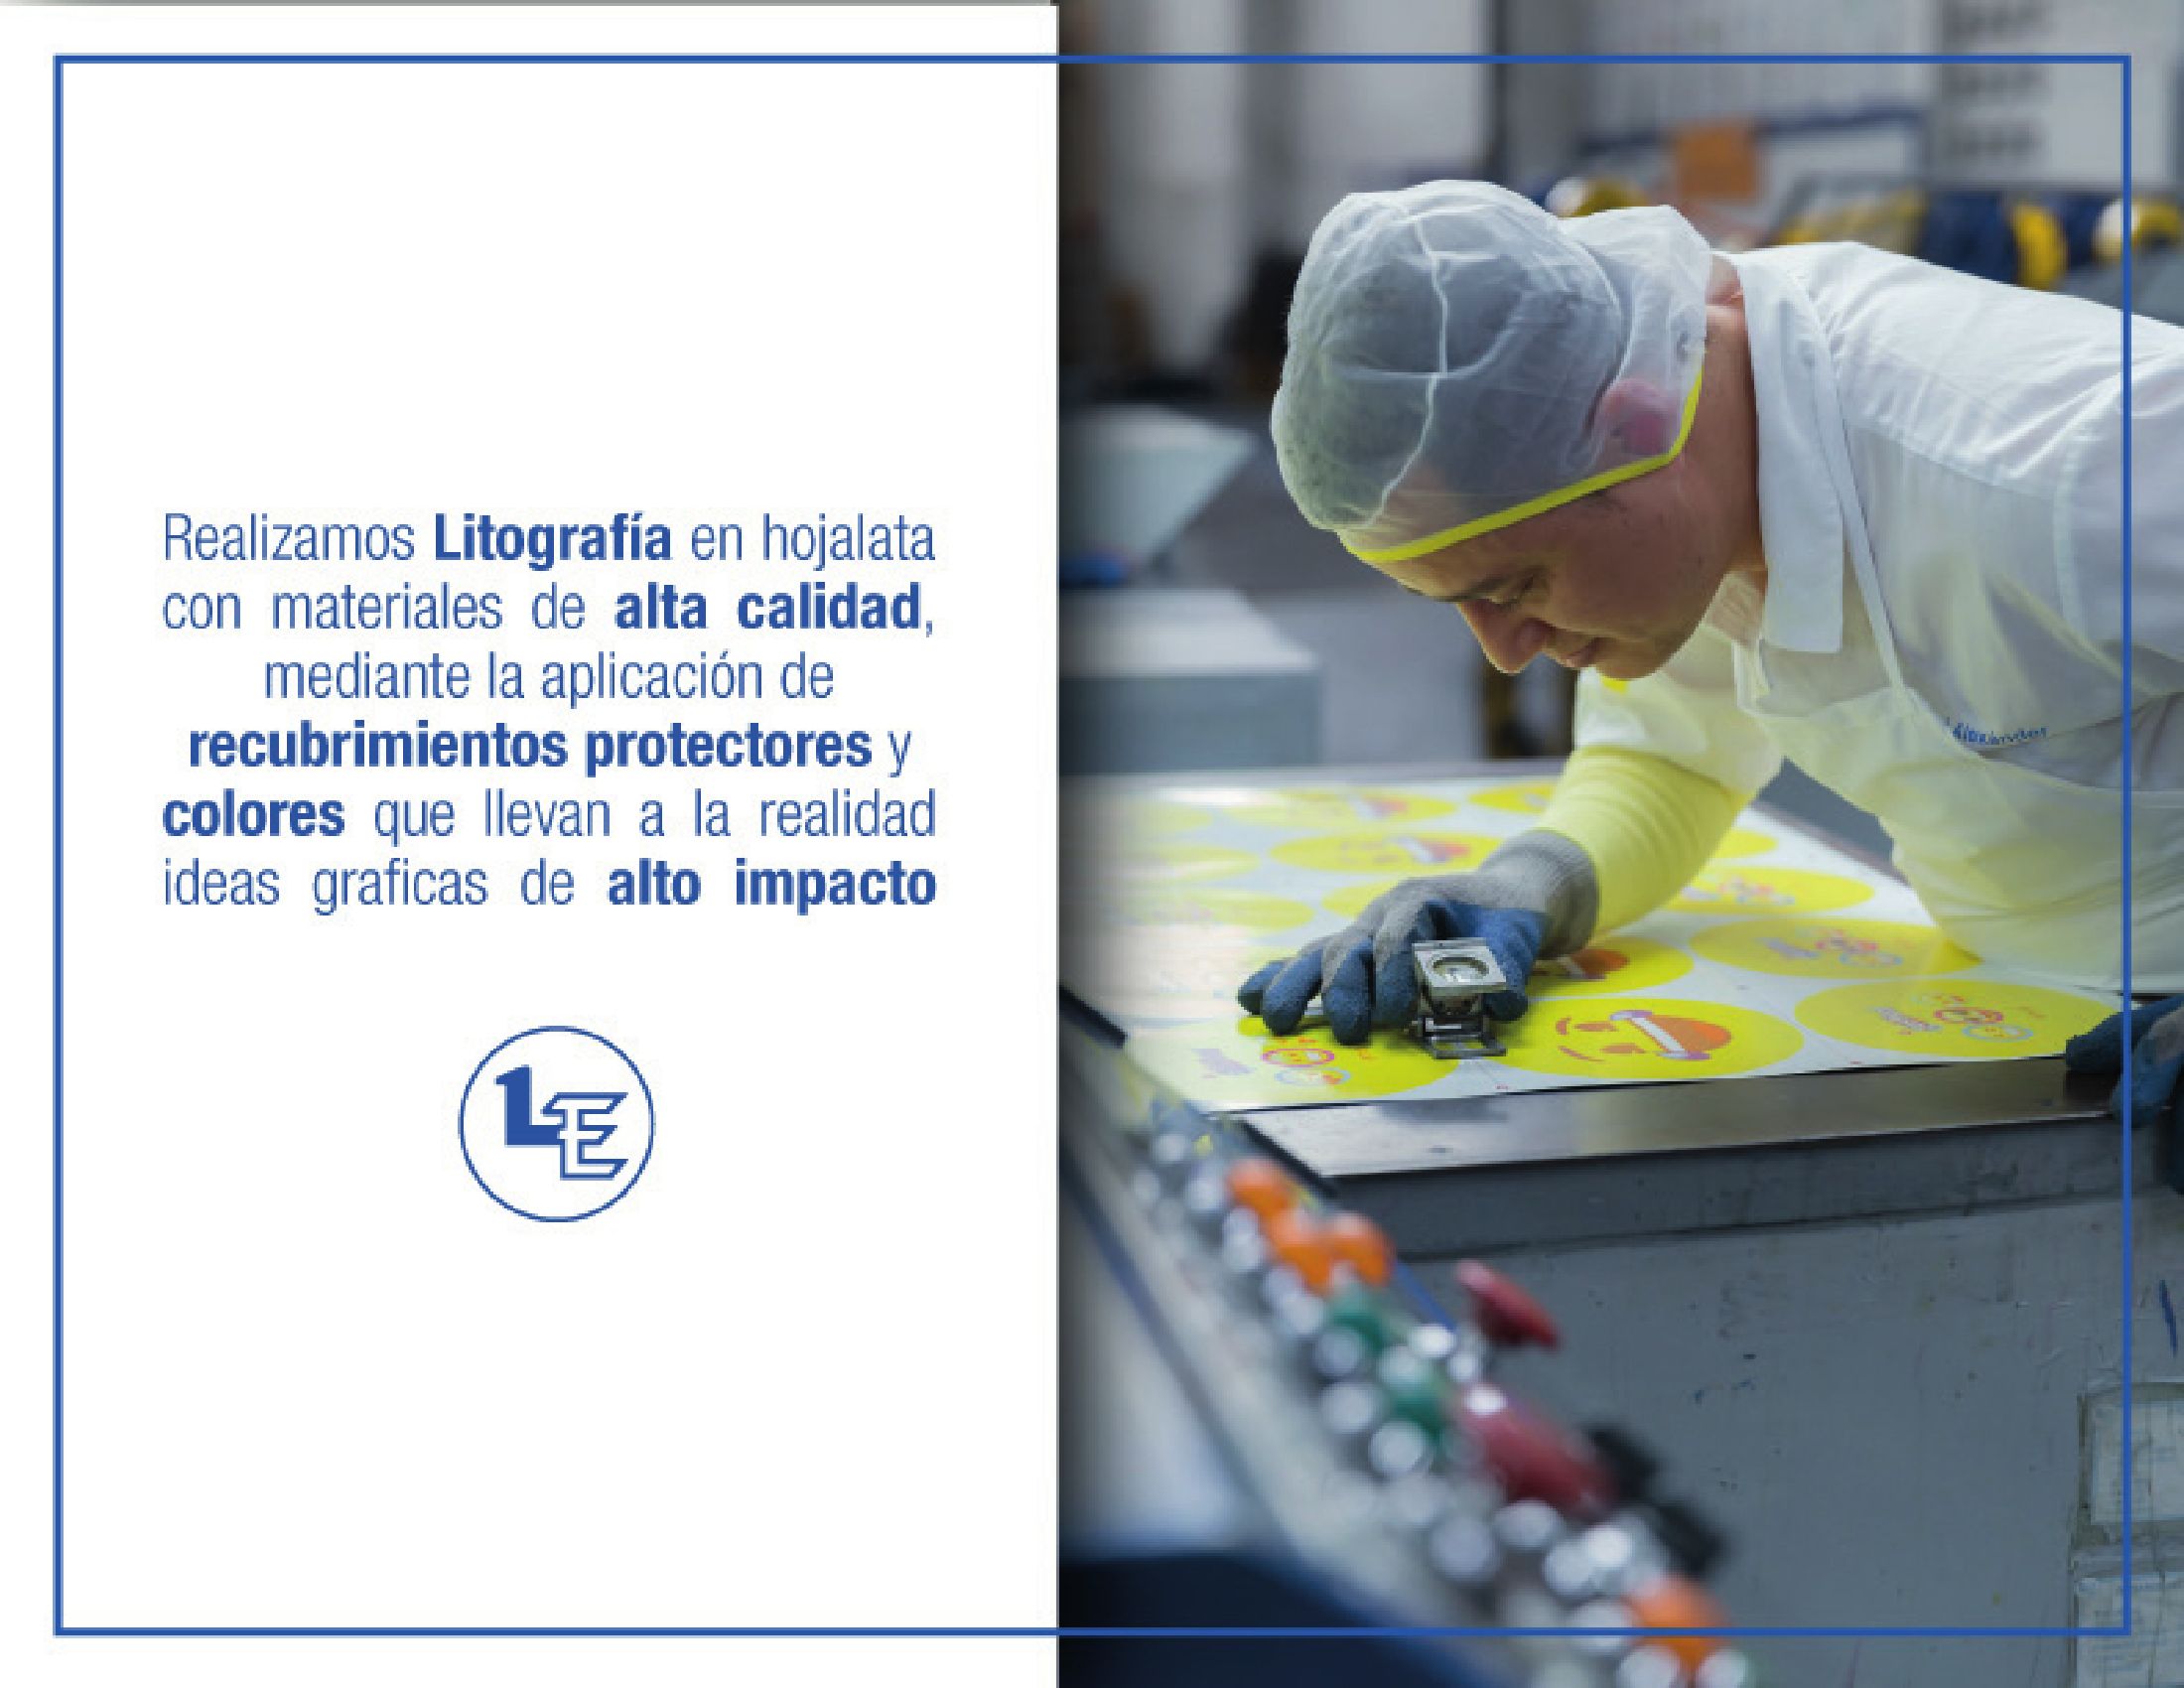 Realizamos Litografía en hojalata
con materiales de alta calidad,
mediante la aplicación de
recubrimientos protectores y
colores que llevan a la realidad
ideas graficas de alto impacto
LE